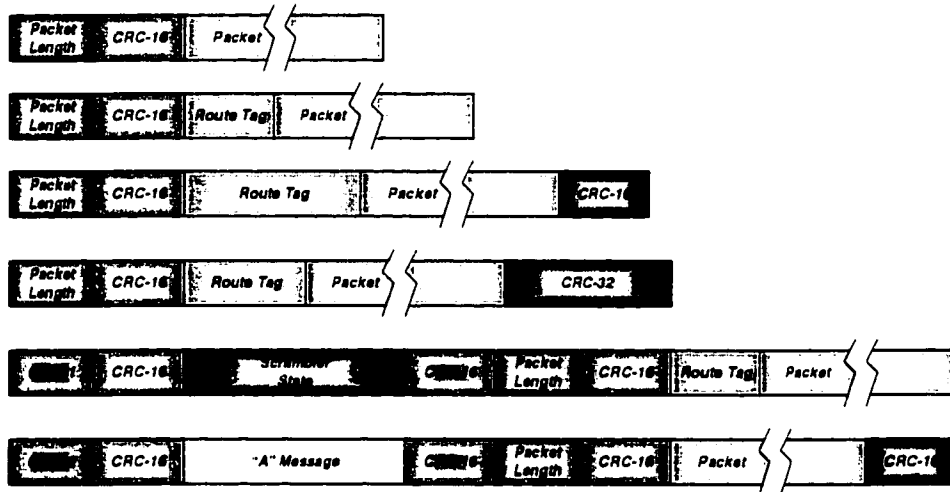 Packet Length CRC-16 Packet
Packet Length CRC-16 Route Tag Packet
Packet Length CRC-16 Route Tag Packet CRC-16
Packet Length CRC-16 Route Tag Packet CRC-32
CRC-16 Scrambler State Packet Length CRC-16 Route Tag Packet
CRC-16 "A" Message Packet Length CRC-16 Packet CRC-16